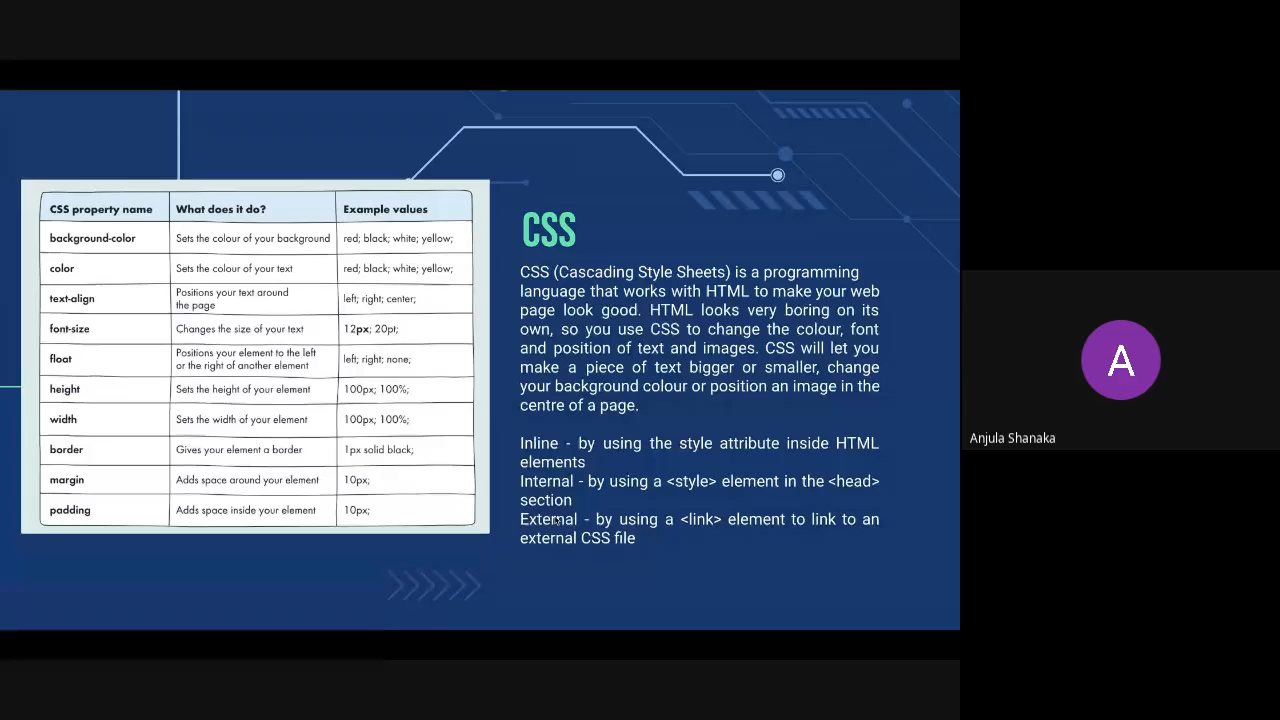 CSS property name What does it do? Example values
background-color Sets the colour of your background red; black; white; yellow;
color Sets the colour of your text red; black; white; yellow;
text-align Positions your text around the page left; right; center;
font-size Changes the size of your text 12px; 20pt;
float Positions your element to the left or the right of another element left; right; none;
height Sets the height of your element 100px; 100%;
width Sets the width of your element 100px; 100%;
border Gives your element a border 1px solid black;
margin Adds space around your element 10px;
padding Adds space inside your element 10px;
CSS
CSS (Cascading Style Sheets) is a programming
language that works with HTML to make your web
page look good. HTML looks very boring on its
own, so you use CSS to change the colour, font
and position of text and images. CSS will let you
make a piece of text bigger or smaller, change
your background colour or position an image in the
centre of a page.
Inline - by using the style attribute inside HTML
elements
Internal - by using a <style> element in the <head>
section
External - by using a <link> element to link to an
external CSS file
A
Anjula Shanaka